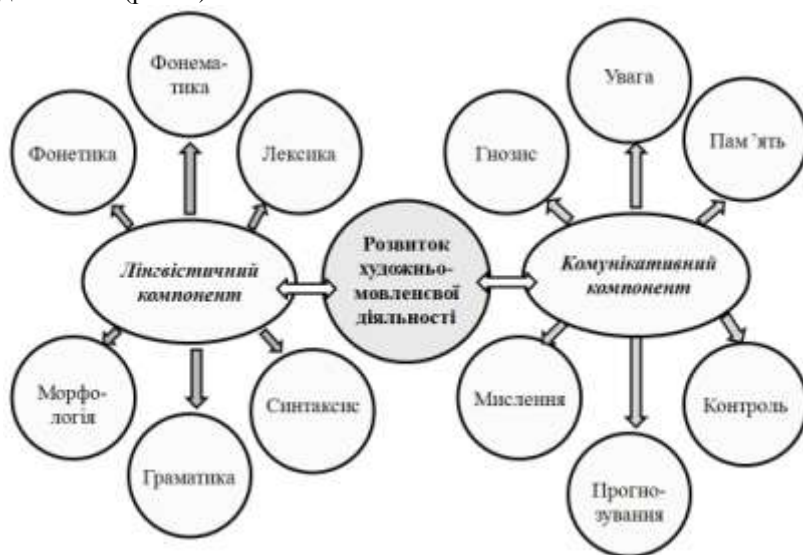 Фонема-
тика
Увага
Фонетика
Лексика
Гнозис
Пам’ять
Лінгвістичний
компонент
Розвиток
художньо-
мовленєвої
діяльності
Комунікативний
компонент
Морфо-
логія
Синтаксис
Мислення
Контроль
Граматика
Прогно-
зування